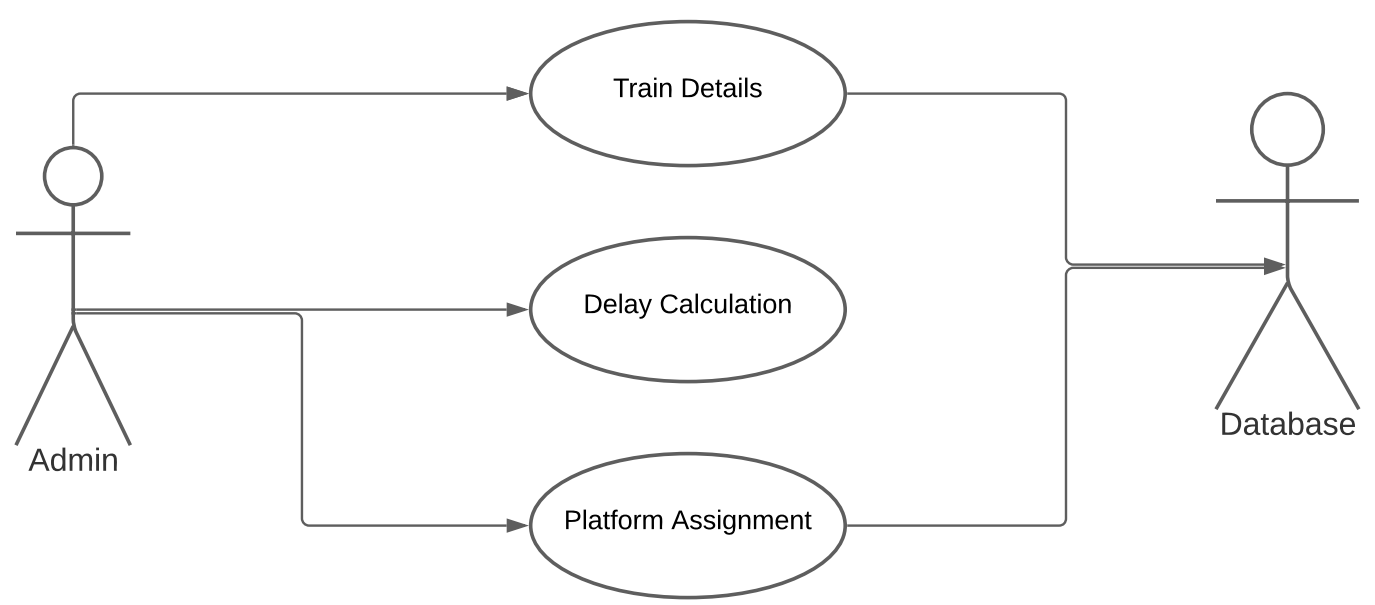 Train Details
Delay Calculation
Database
Admin
Platform Assignment